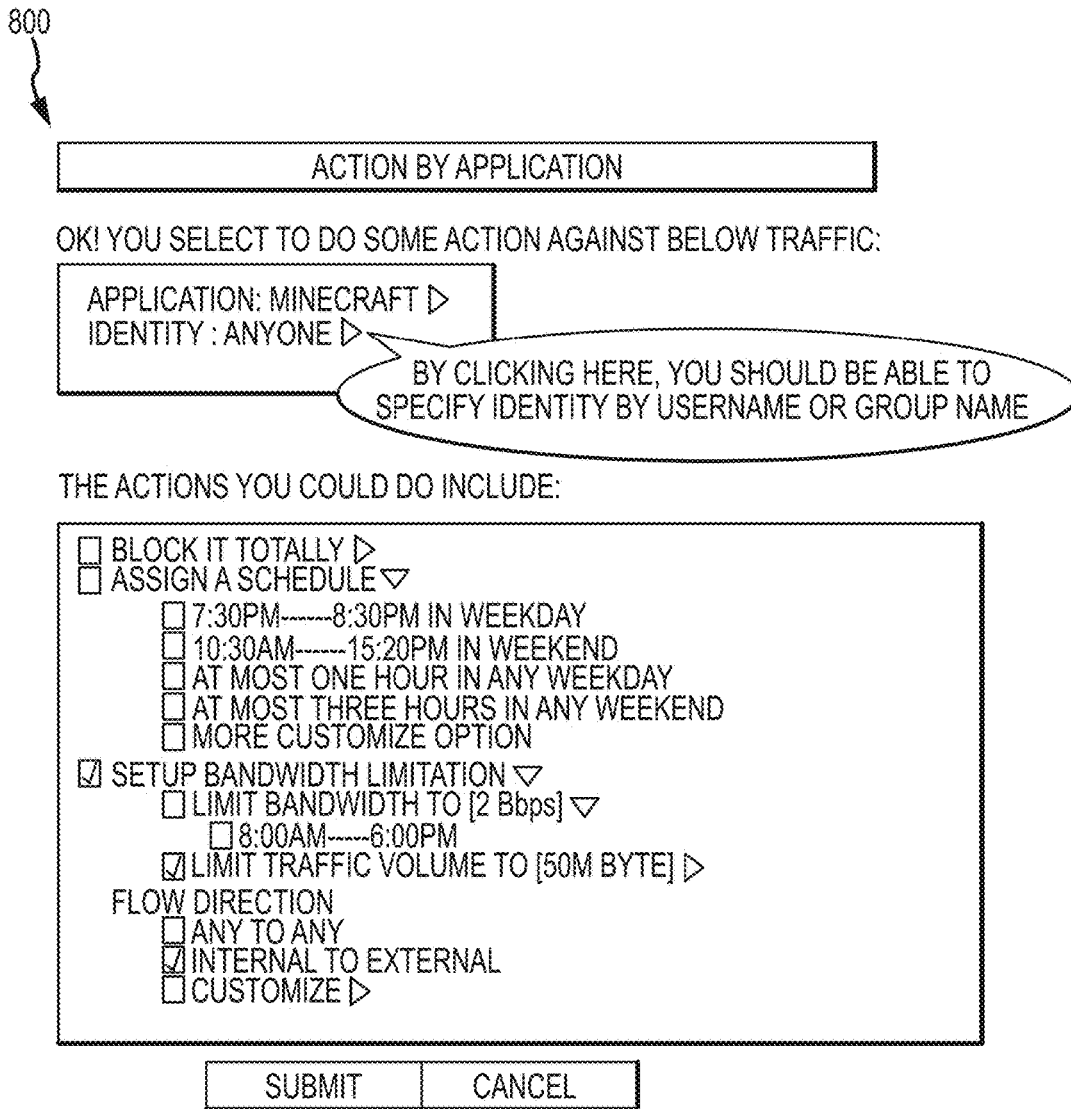 800
ACTION BY APPLICATION
OK! YOU SELECT TO DO SOME ACTION AGAINST BELOW TRAFFIC:
APPLICATION: MINECRAFT ▷
IDENTITY : ANYONE ▷
BY CLICKING HERE, YOU SHOULD BE ABLE TO
SPECIFY IDENTITY BY USERNAME OR GROUP NAME
THE ACTIONS YOU COULD DO INCLUDE:
☐ BLOCK IT TOTALLY ▷
☐ ASSIGN A SCHEDULE ▽
☐ 7:30PM------8:30PM IN WEEKDAY
☐ 10:30AM------15:20PM IN WEEKEND
☐ AT MOST ONE HOUR IN ANY WEEKDAY
☐ AT MOST THREE HOURS IN ANY WEEKEND
☐ MORE CUSTOMIZE OPTION
☑ SETUP BANDWIDTH LIMITATION ▽
☐ LIMIT BANDWIDTH TO [2 Bbps] ▽
☐ 8:00AM-----6:00PM
☑ LIMIT TRAFFIC VOLUME TO [50M BYTE] ▷
FLOW DIRECTION
☐ ANY TO ANY
☑ INTERNAL TO EXTERNAL
☐ CUSTOMIZE ▷
SUBMIT CANCEL